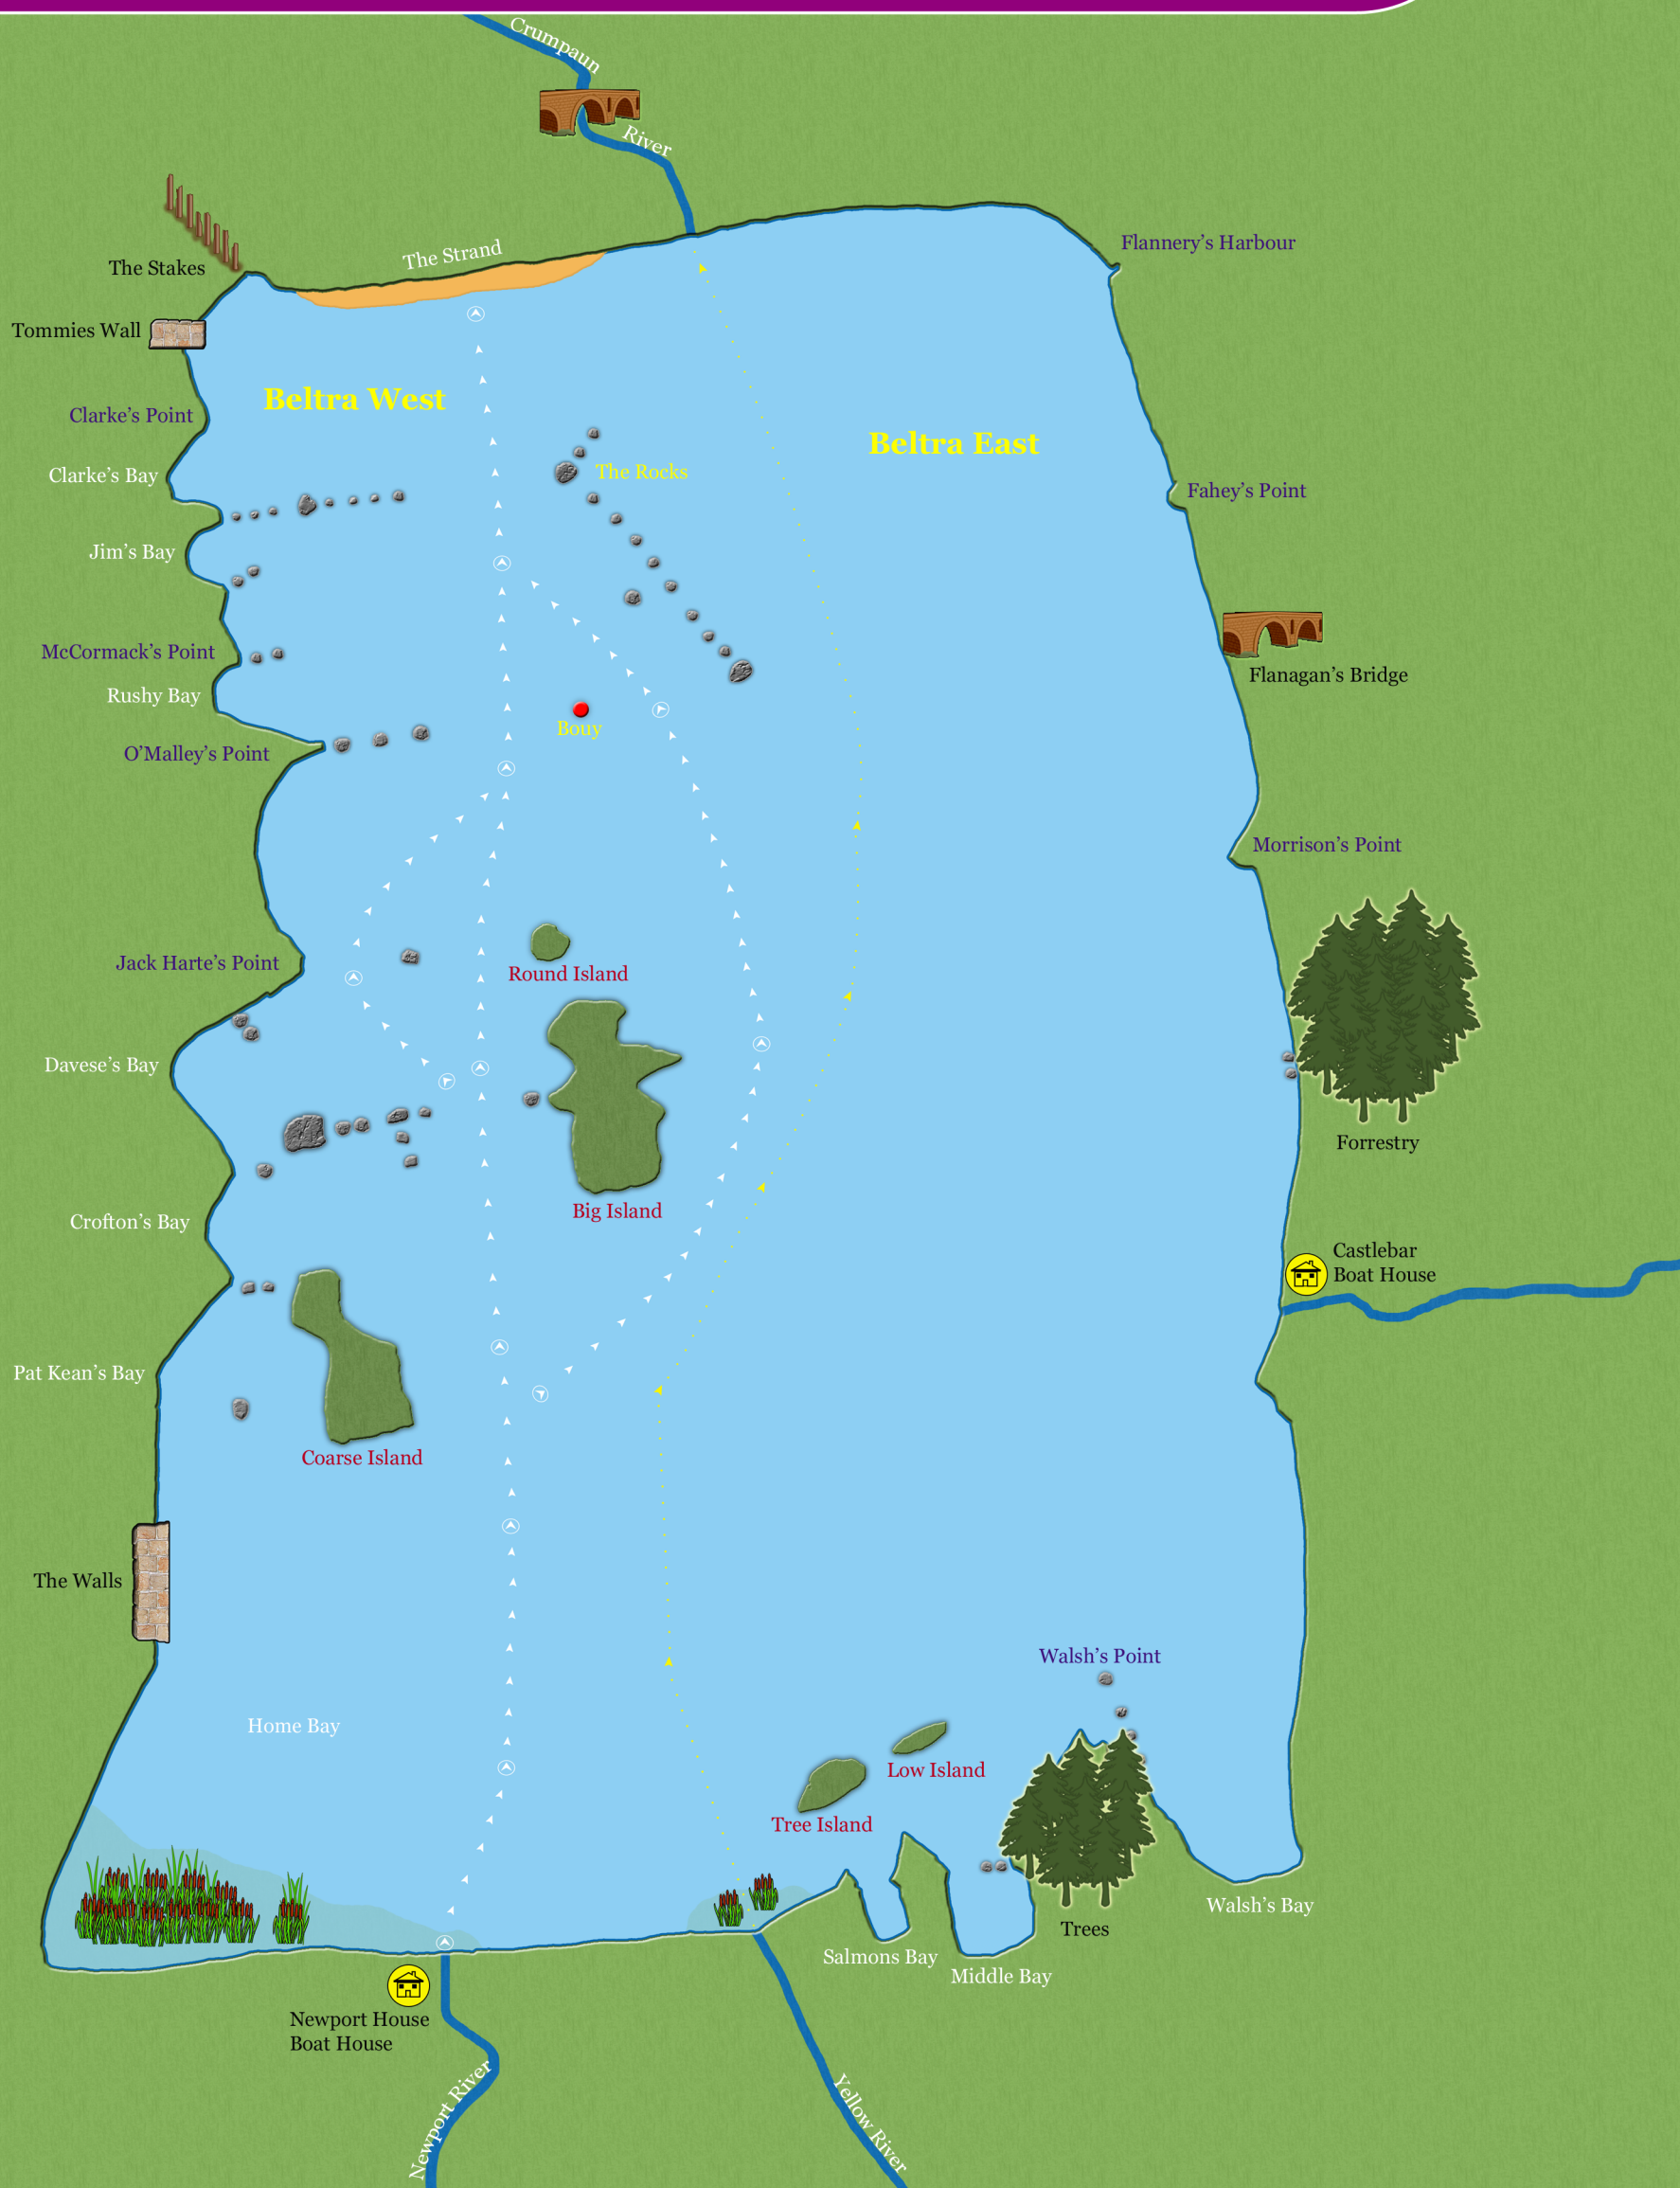 Crumpaun
River
Flannery's Harbour
The Strand
The Stakes
Tommies Wall
Beltra West
Clarke's Point
Beltra East
The Rocks
Clarke's Bay
Fahey's Point
Jim's Bay
McCormack's Point
Flanagan's Bridge
Rushy Bay
Bouy
O'Malley's Point
Morrison's Point
Jack Harte's Point
Round Island
Davese's Bay
Forrestry
Big Island
Crofton's Bay
Castlebar
Boat House
Pat Kean's Bay
Coarse Island
The Walls
Walsh's Point
Home Bay
Low Island
Tree Island
Walsh's Bay
Trees
Salmons Bay
Middle Bay
Newport House
Boat House
Newport River
Yellow River